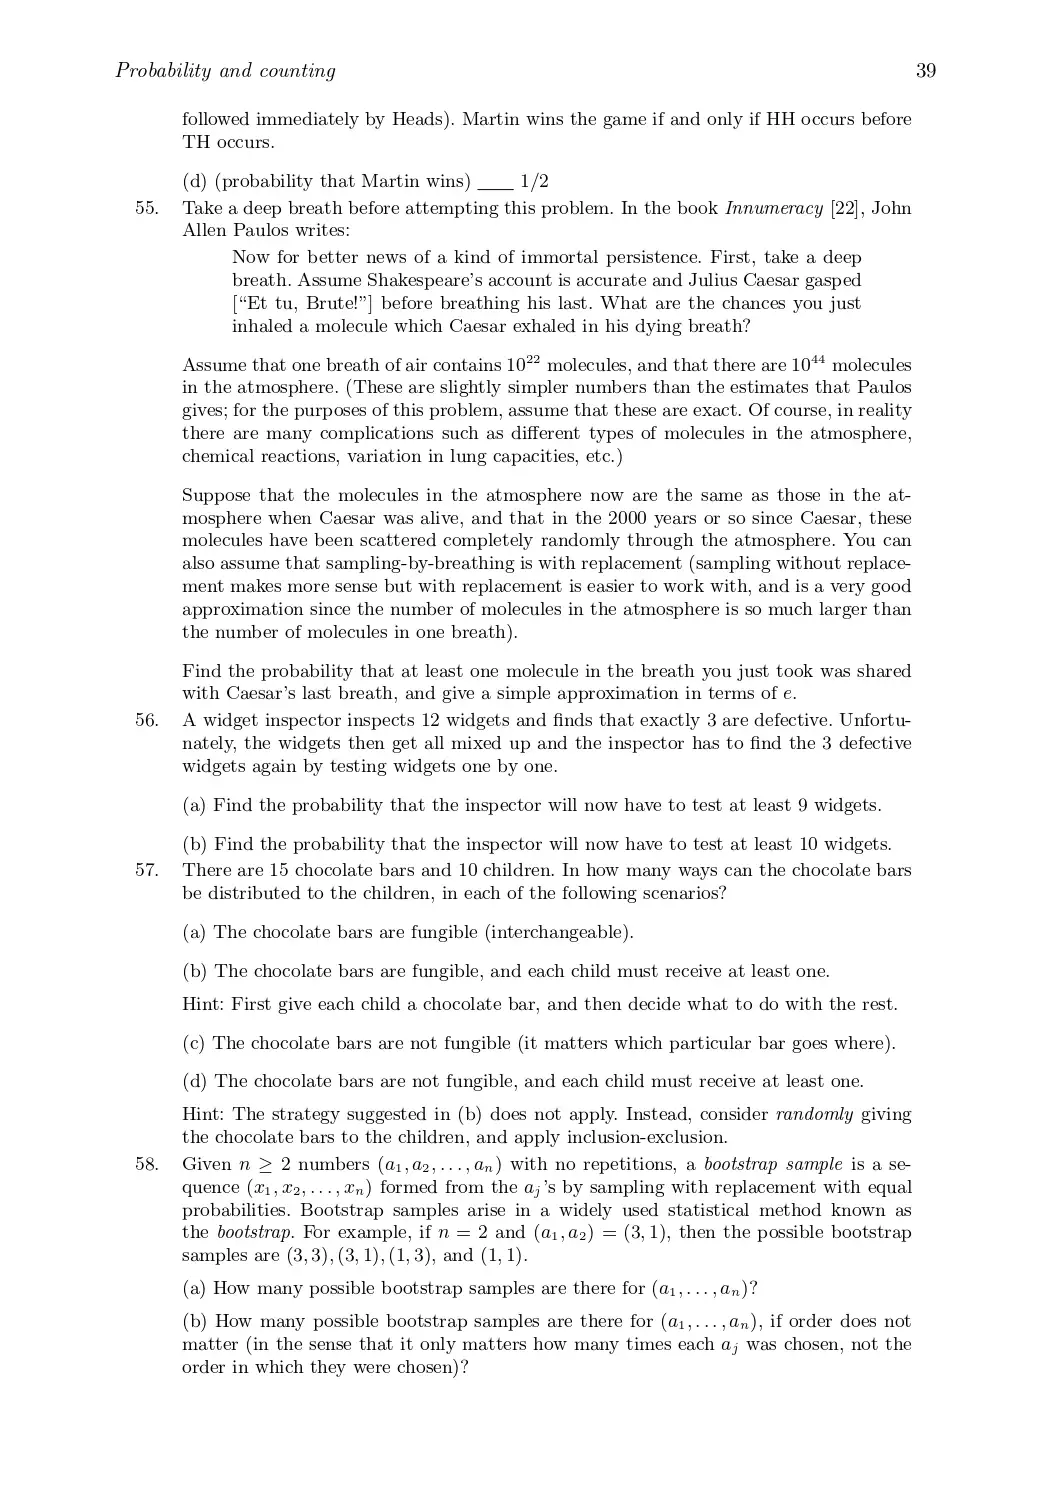 Probability and counting 39
followed immediately by Heads). Martin wins the game if and only if HH occurs before
TH occurs.
(d) (probability that Martin wins) ____ 1/2
55. Take a deep breath before attempting this problem. In the book Innumeracy [22], John
Allen Paulos writes:
Now for better news of a kind of immortal persistence. First, take a deep
breath. Assume Shakespeare's account is accurate and Julius Caesar gasped
[“Et tu, Brute!”] before breathing his last. What are the chances you just
inhaled a molecule which Caesar exhaled in his dying breath?
Assume that one breath of air contains 10²² molecules, and that there are 10⁴⁴ molecules
in the atmosphere. (These are slightly simpler numbers than the estimates that Paulos
gives; for the purposes of this problem, assume that these are exact. Of course, in reality
there are many complications such as different types of molecules in the atmosphere,
chemical reactions, variation in lung capacities, etc.)
Suppose that the molecules in the atmosphere now are the same as those in the at-
mosphere when Caesar was alive, and that in the 2000 years or so since Caesar, these
molecules have been scattered completely randomly through the atmosphere. You can
also assume that sampling-by-breathing is with replacement (sampling without replace-
ment makes more sense but with replacement is easier to work with, and is a very good
approximation since the number of molecules in the atmosphere is so much larger than
the number of molecules in one breath).
Find the probability that at least one molecule in the breath you just took was shared
with Caesar's last breath, and give a simple approximation in terms of e.
56. A widget inspector inspects 12 widgets and finds that exactly 3 are defective. Unfortu-
nately, the widgets then get all mixed up and the inspector has to find the 3 defective
widgets again by testing widgets one by one.
(a) Find the probability that the inspector will now have to test at least 9 widgets.
(b) Find the probability that the inspector will now have to test at least 10 widgets.
57. There are 15 chocolate bars and 10 children. In how many ways can the chocolate bars
be distributed to the children, in each of the following scenarios?
(a) The chocolate bars are fungible (interchangeable).
(b) The chocolate bars are fungible, and each child must receive at least one.
Hint: First give each child a chocolate bar, and then decide what to do with the rest.
(c) The chocolate bars are not fungible (it matters which particular bar goes where).
(d) The chocolate bars are not fungible, and each child must receive at least one.
Hint: The strategy suggested in (b) does not apply. Instead, consider randomly giving
the chocolate bars to the children, and apply inclusion-exclusion.
58. Given n ≥ 2 numbers (a₁, a₂, . . . , aₙ) with no repetitions, a bootstrap sample is a se-
quence (x₁, x₂, . . . , xₙ) formed from the aⱼ's by sampling with replacement with equal
probabilities. Bootstrap samples arise in a widely used statistical method known as
the bootstrap. For example, if n = 2 and (a₁, a₂) = (3, 1), then the possible bootstrap
samples are (3, 3), (3, 1), (1, 3), and (1, 1).
(a) How many possible bootstrap samples are there for (a₁, . . . , aₙ)?
(b) How many possible bootstrap samples are there for (a₁, . . . , aₙ), if order does not
matter (in the sense that it only matters how many times each aⱼ was chosen, not the
order in which they were chosen)?